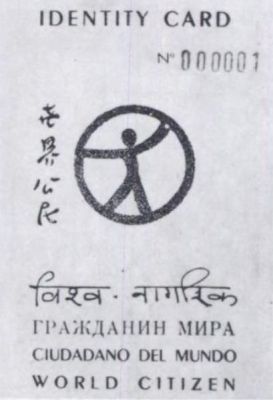 IDENTITY CARD
Nº 000001
世界公民
विश्व - नागरिक
ГРАЖДАНИН МИРА
CIUDADANO DEL MUNDO
WORLD CITIZEN